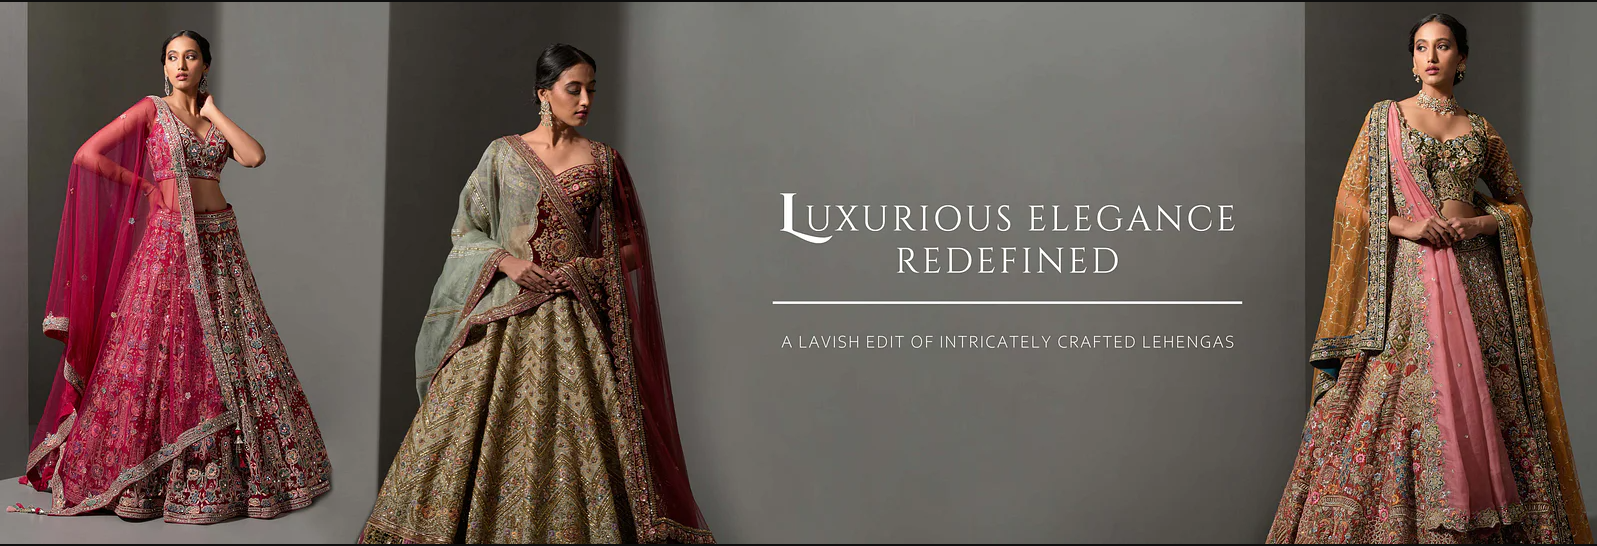 LUXURIOUS ELEGANCE
REDEFINED
A LAVISH EDIT OF INTRICATELY CRAFTED LEHENGAS